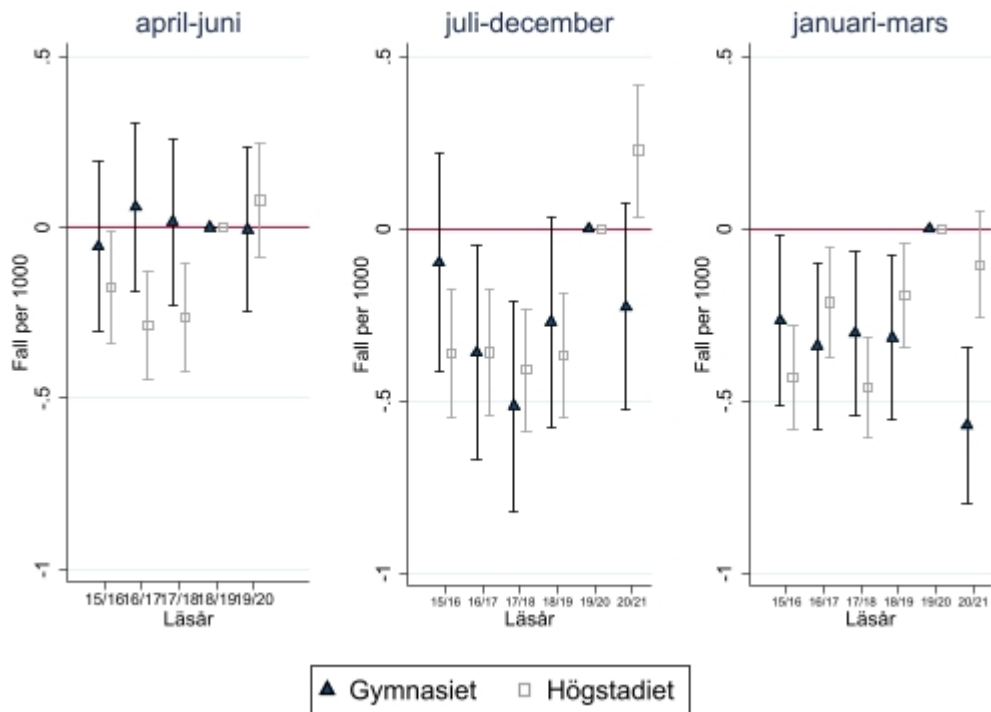 april-juni
juli-december
januari-mars
Fall per 1000
.5
0
-.5
-1
15/16 16/17 17/18 18/19 19/20
Läsår
Fall per 1000
.5
0
-.5
-1
15/16 16/17 17/18 18/19 19/20 20/21
Läsår
Fall per 1000
.5
0
-.5
-1
15/16 16/17 17/18 18/19 19/20 20/21
Läsår
Gymnasiet Högstadiet